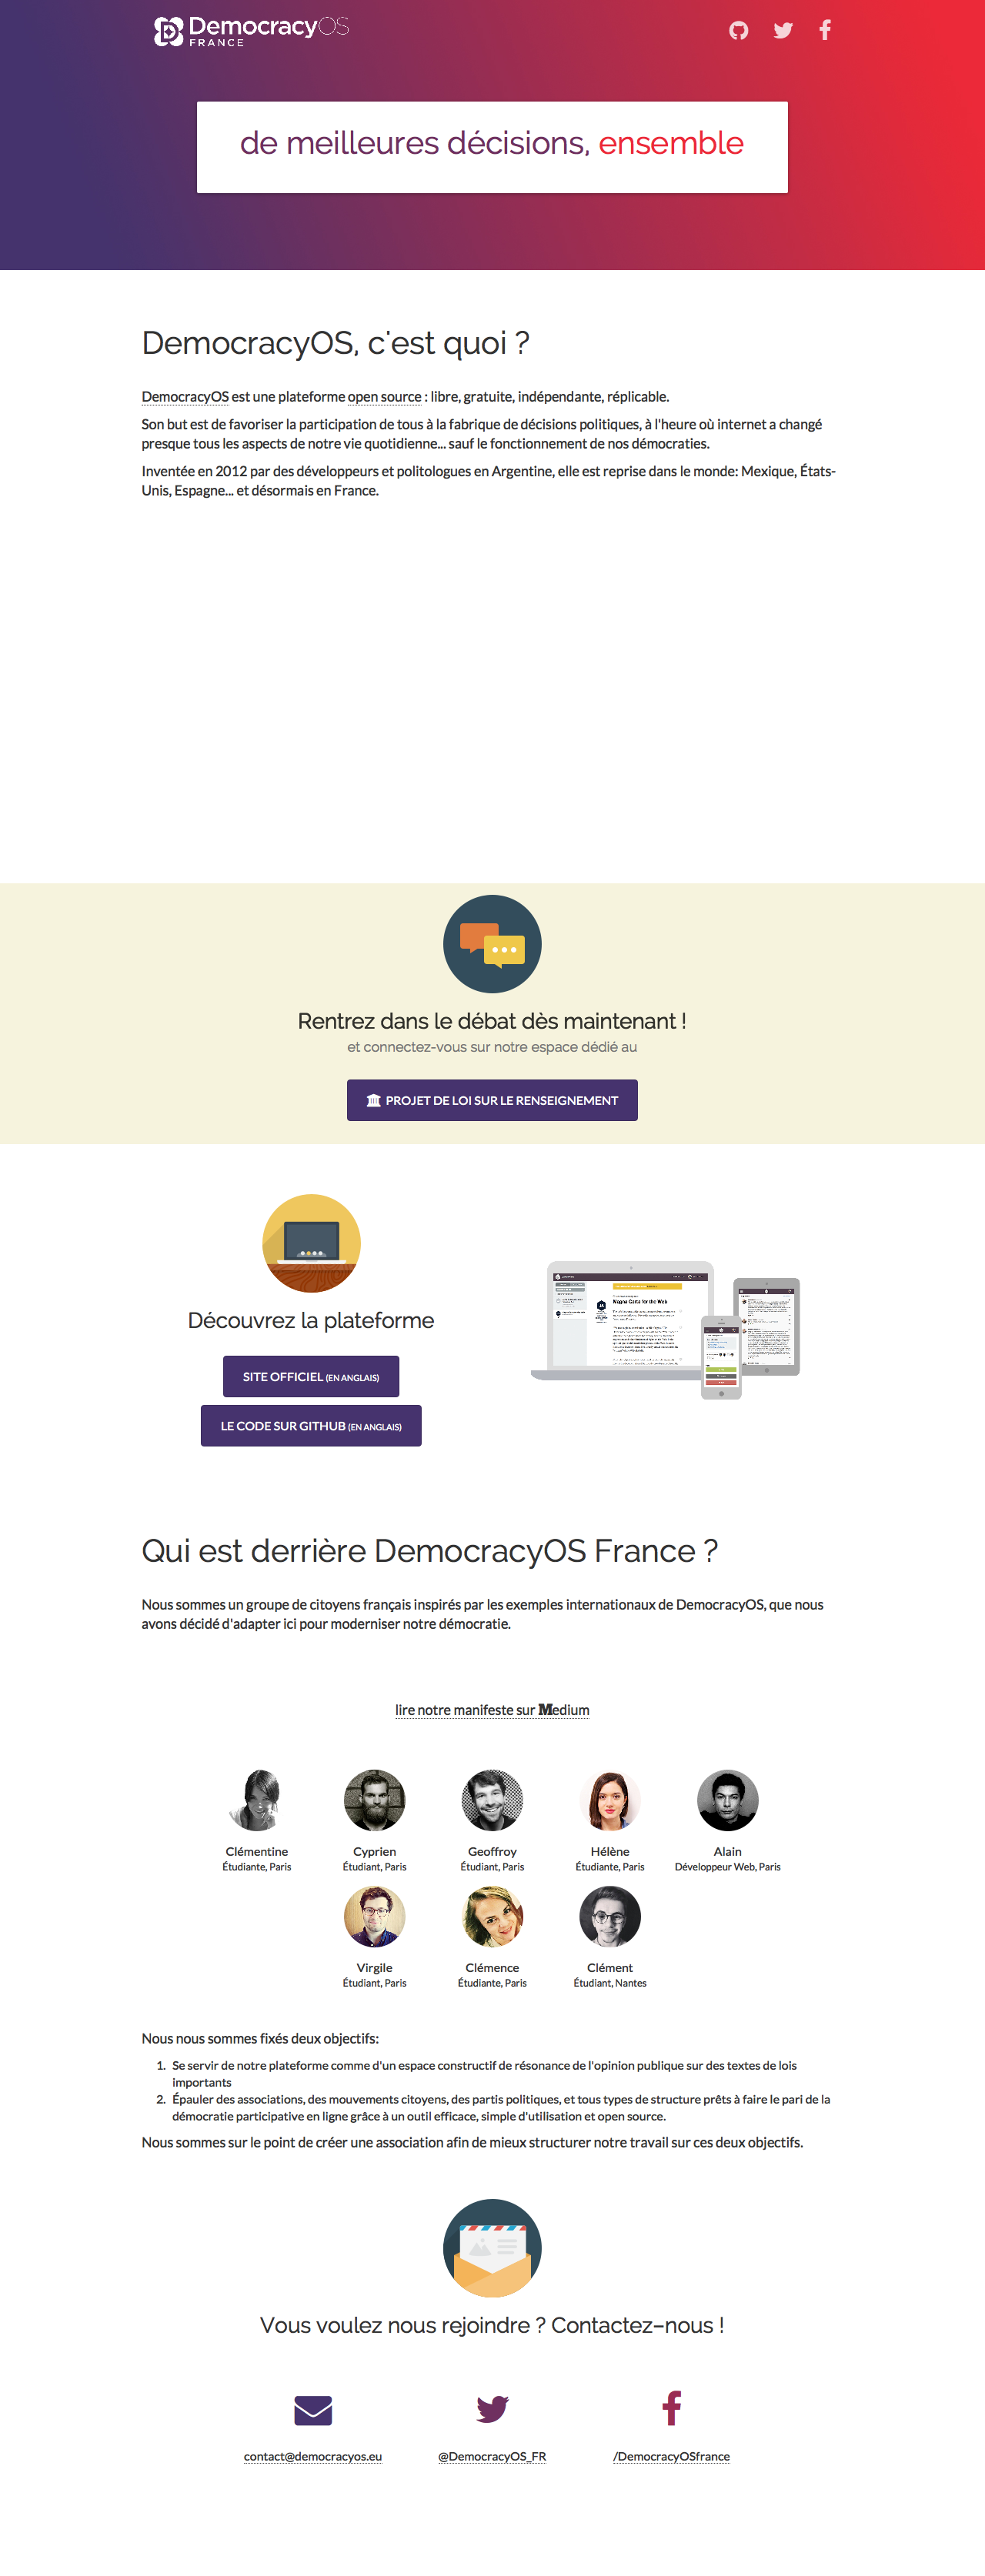 DemocracyOS
FRANCE
de meilleures décisions, ensemble
DemocracyOS, c'est quoi ?
DemocracyOS est une plateforme open source : libre, gratuite, indépendante, réplicable.
Son but est de favoriser la participation de tous à la fabrique de décisions politiques, à l'heure où internet a changé
presque tous les aspects de notre vie quotidienne... sauf le fonctionnement de nos démocraties.
Inventée en 2012 par des développeurs et politologues en Argentine, elle est reprise dans le monde: Mexique, États-
Unis, Espagne... et désormais en France.
Rentrez dans le débat dès maintenant !
et connectez-vous sur notre espace dédié au
PROJET DE LOI SUR LE RENSEIGNEMENT
Découvrez la plateforme
SITE OFFICIEL (EN ANGLAIS)
LE CODE SUR GITHUB (EN ANGLAIS)
Magna Carta for the Web
Qui est derrière DemocracyOS France ?
Nous sommes un groupe de citoyens français inspirés par les exemples internationaux de DemocracyOS, que nous
avons décidé d'adapter ici pour moderniser notre démocratie.
lire notre manifeste sur Medium
Clémentine
Étudiante, Paris
Cyprien
Étudiant, Paris
Geoffroy
Étudiant, Paris
Hélène
Étudiante, Paris
Alain
Développeur Web, Paris
Virgile
Étudiant, Paris
Clémence
Étudiante, Paris
Clément
Étudiant, Nantes
Nous nous sommes fixés deux objectifs:
1. Se servir de notre plateforme comme d'un espace constructif de résonance de l'opinion publique sur des textes de lois
importants
2. Épauler des associations, des mouvements citoyens, des partis politiques, et tous types de structure prêts à faire le pari de la
démocratie participative en ligne grâce à un outil efficace, simple d'utilisation et open source.
Nous sommes sur le point de créer une association afin de mieux structurer notre travail sur ces deux objectifs.
Vous voulez nous rejoindre ? Contactez-nous !
contact@democracyos.eu
@DemocracyOS_FR
/DemocracyOSfrance